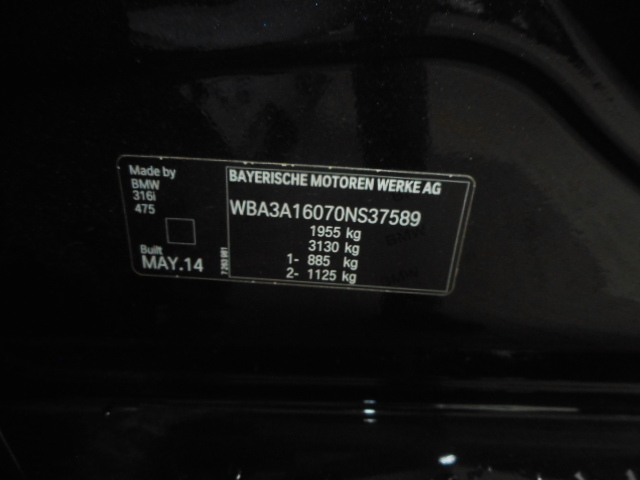 Made by
BMW
316i
475
Built
MAY.14
BAYERISCHE MOTOREN WERKE AG
WBA3A16070NS37589
1955 kg
3130 kg
1- 885 kg
2- 1125 kg